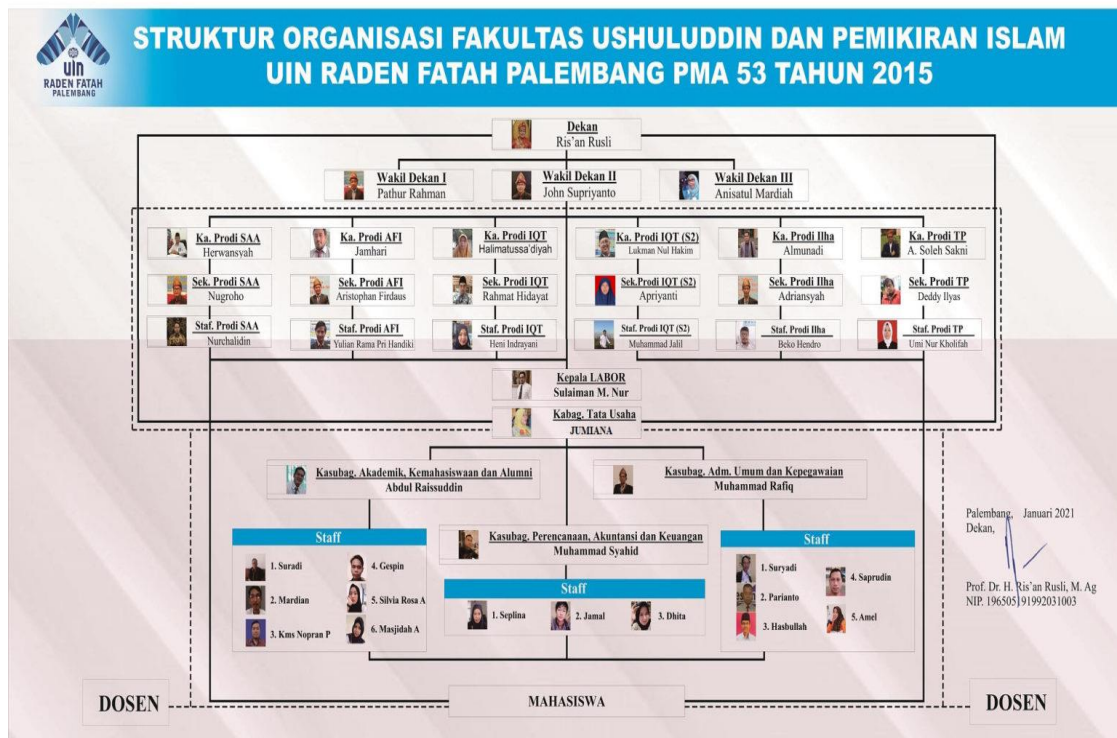 uin
RADEN FATAH
PALEMBANG
STRUKTUR ORGANISASI FAKULTAS USHULUDDIN DAN PEMIKIRAN ISLAM
UIN RADEN FATAH PALEMBANG PMA 53 TAHUN 2015
Dekan
Ris'an Rusli
Wakil Dekan I
Pathur Rahman
Wakil Dekan II
John Supriyanto
Wakil Dekan III
Anisatul Mardiah
Ka. Prodi SAA
Herwansyah
Ka. Prodi AFI
Jamhari
Ka. Prodi IQT
Halimatussa'diyah
Ka. Prodi IQT (S2)
Lukman Nul Hakim
Ka. Prodi Ilha
Almunadi
Ka. Prodi TP
A. Soleh Sakni
Sek. Prodi SAA
Nugroho
Sek. Prodi AFI
Aristophan Firdaus
Sek. Prodi IQT
Rahmat Hidayat
Sek.Prodi IQT (S2)
Apriyanti
Sek. Prodi Ilha
Adriansyah
Sek. Prodi TP
Deddy Ilyas
Staf. Prodi SAA
Nurchalidin
Staf. Prodi AFI
Yulian Rama Pri Handiki
Staf. Prodi IQT
Heni Indrayani
Staf. Prodi IQT (S2)
Muhammad Jalil
Staf. Prodi Ilha
Beko Hendro
Staf. Prodi TP
Umi Nur Kholifah
Kepala LABOR
Sulaiman M. Nur
Kabag. Tata Usaha
JUMIANA
Kasubag. Akademik, Kemahasiswaan dan Alumni
Abdul Raissuddin
Kasubag. Adm. Umum dan Kepegawaian
Muhammad Rafiq
Kasubag. Perencanaan, Akuntansi dan Keuangan
Muhammad Syahid
Staff
1. Suradi
2. Mardian
3. Kms Nopran P
4. Gespin
5. Silvia Rosa A
6. Masjidah A
Staff
1. Seplina
2. Jamal
3. Dhita
Staff
1. Suryadi
2. Parianto
3. Hasbullah
4. Saprudin
5. Amel
Palembang, Januari 2021
Dekan,
Prof. Dr. H. Ris'an Rusli, M. Ag
NIP. 196505191992031003
DOSEN
MAHASISWA
DOSEN